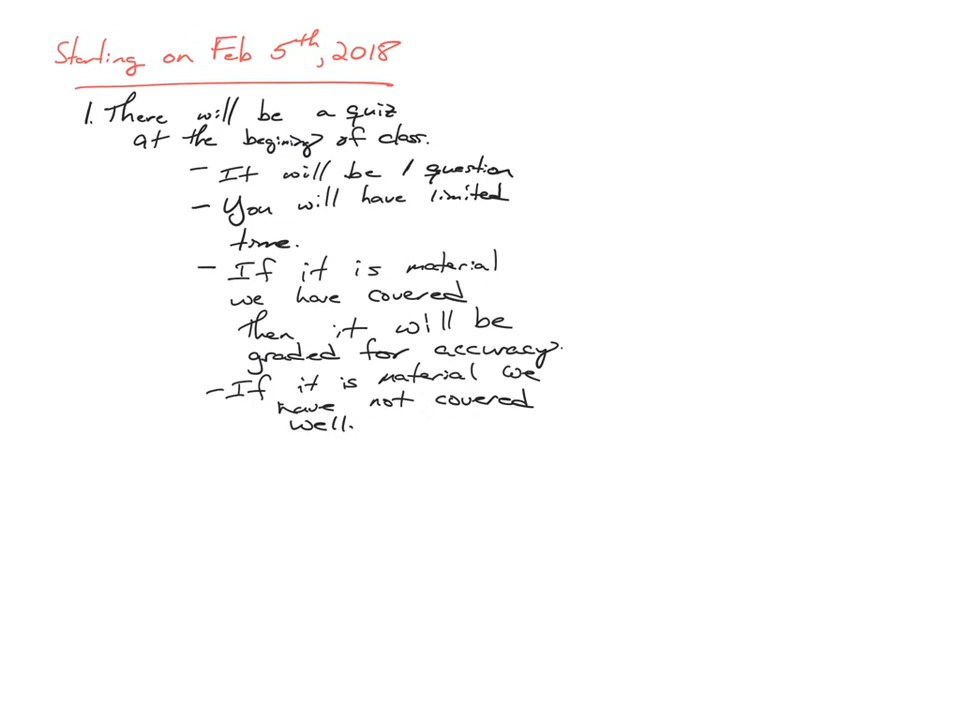 Starting on Feb 5th, 2018
1. There will be a quiz
at the begining of class.
- It will be 1 question
- You will have limited
time.
- If it is material
we have covered
then it will be
graded for accuracy.
- If it is material we
have not covered
well.